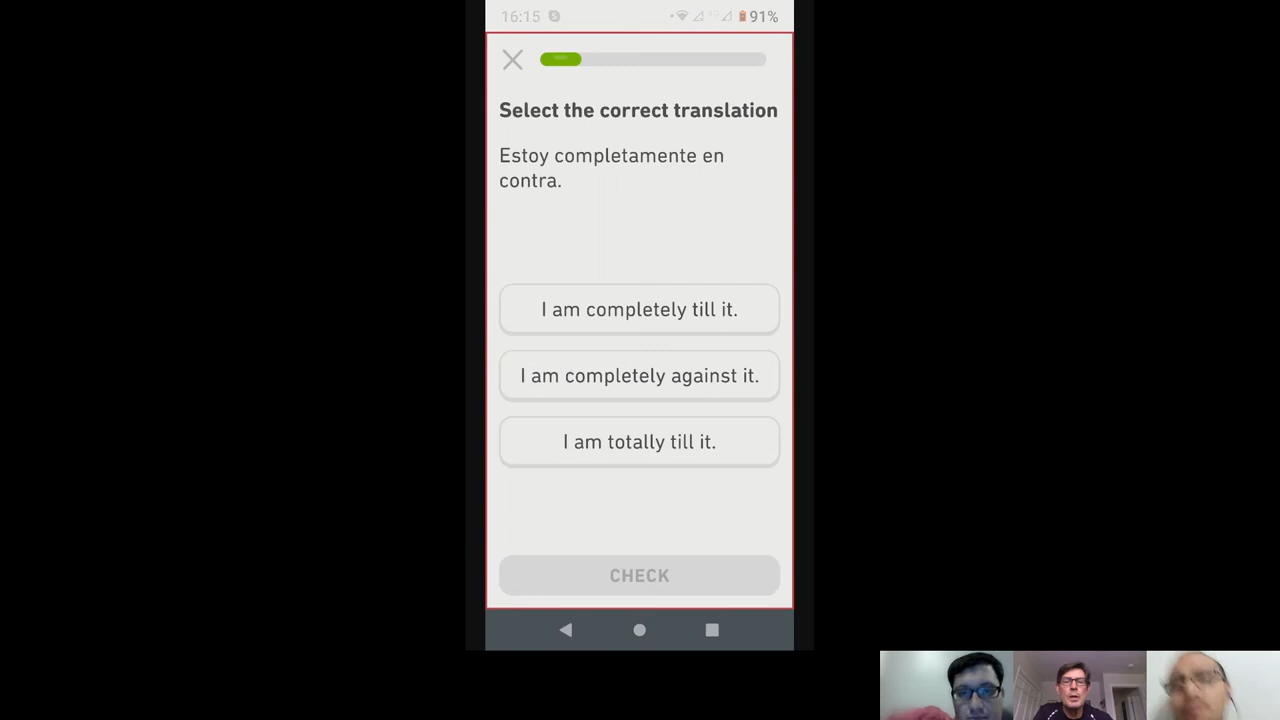 16:15
91%
Select the correct translation
Estoy completamente en
contra.
I am completely till it.
I am completely against it.
I am totally till it.
CHECK